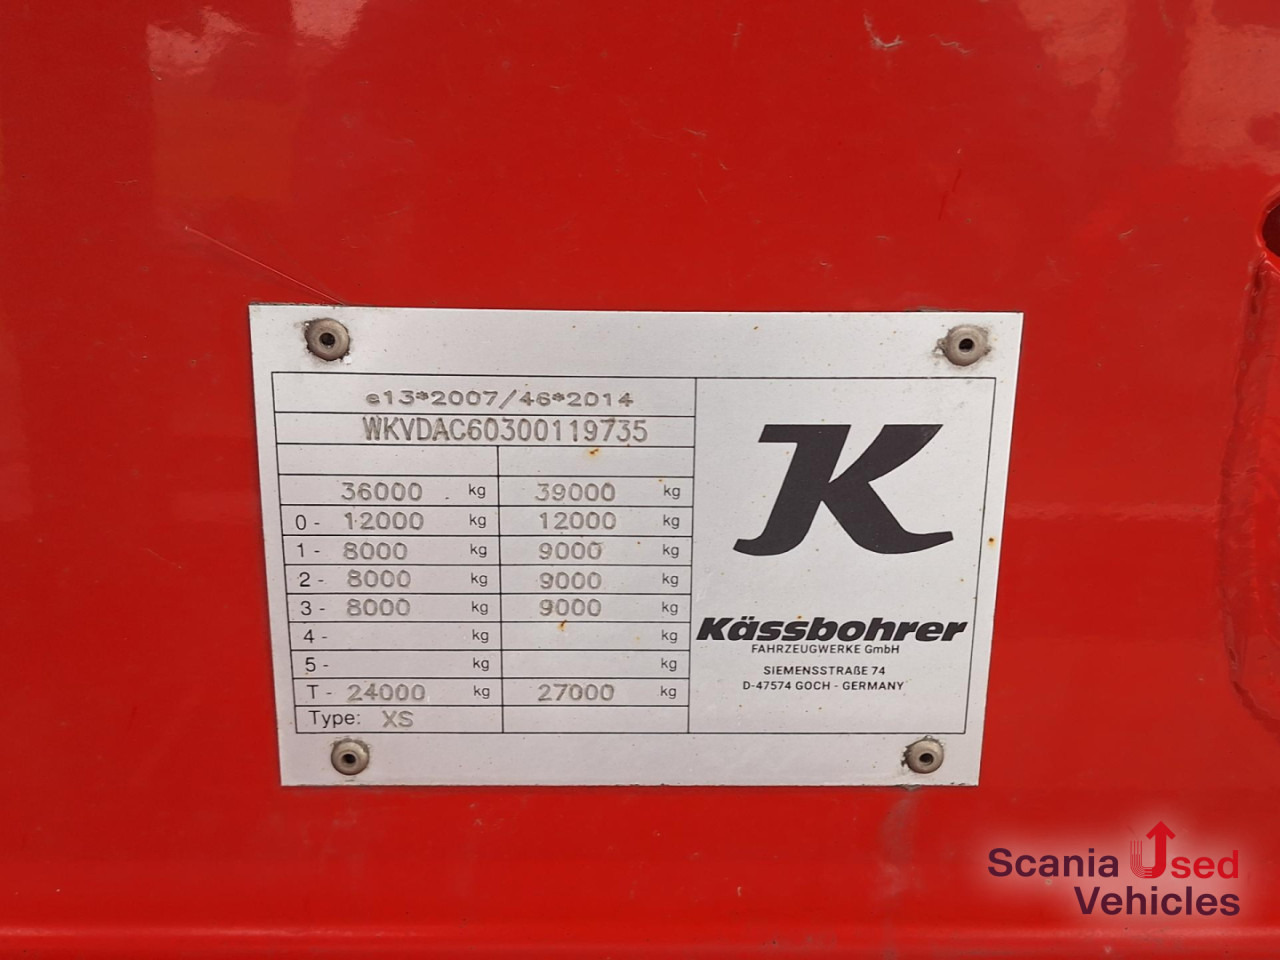 e13*2007/46*2014
WKVDAC60300119735
36000 kg 39000 kg
0- 12000 kg 12000 kg
1- 8000 kg 9000 kg
2- 8000 kg 9000 kg
3- 8000 kg 9000 kg
4- kg kg
5- kg kg
T- 24000 kg 27000 kg
Type: XS
K
Kässbohrer
FAHRZEUGWERKE GmbH
SIEMENSSTRAßE 74
D-47574 GOCH - GERMANY
Scania Used
Vehicles